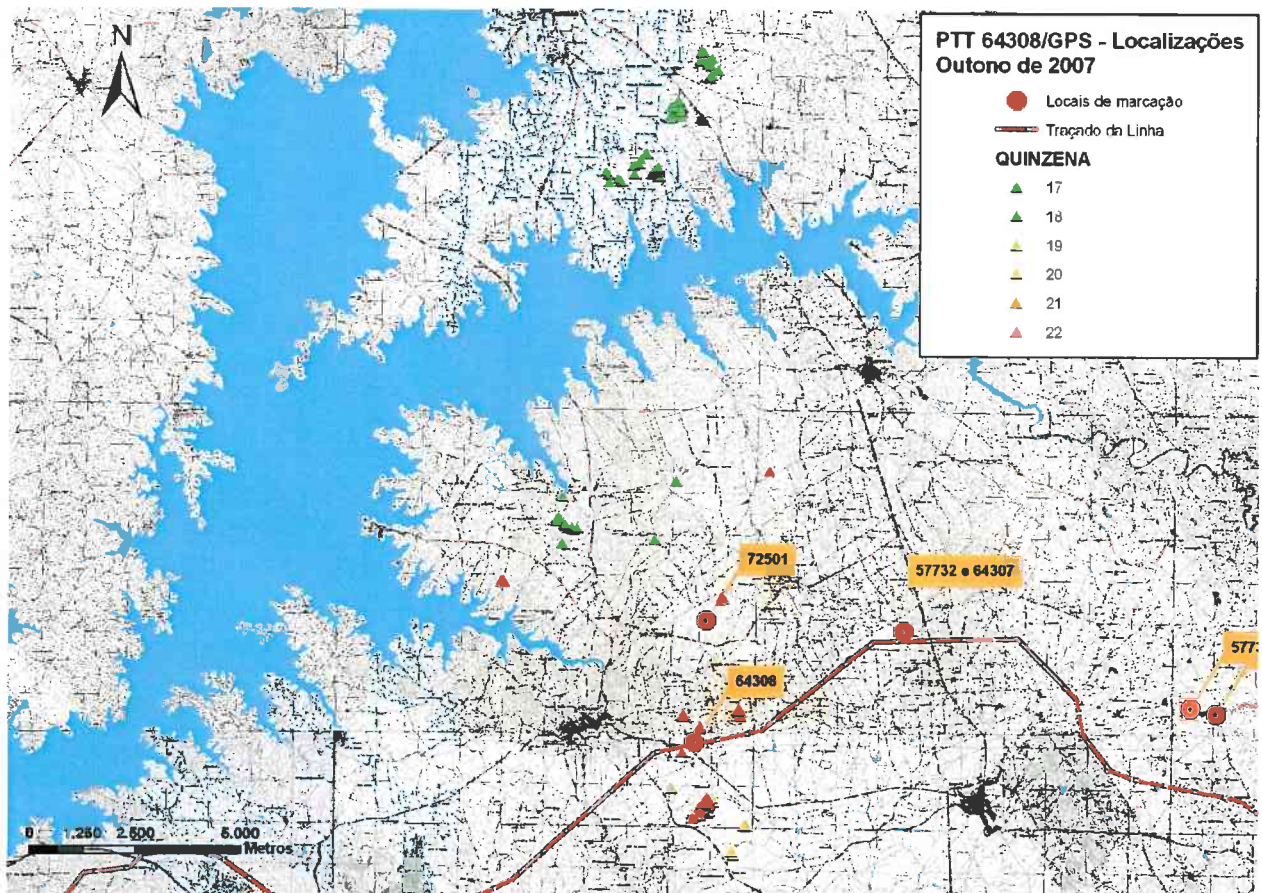 N
PTT 64308/GPS - Localizações
Outono de 2007
Locais de marcação
Traçado da Linha
QUINZENA
17
18
19
20
21
22
72501
57732 e 64307
64308
573
0 1.250 2.500 5.000
Metros